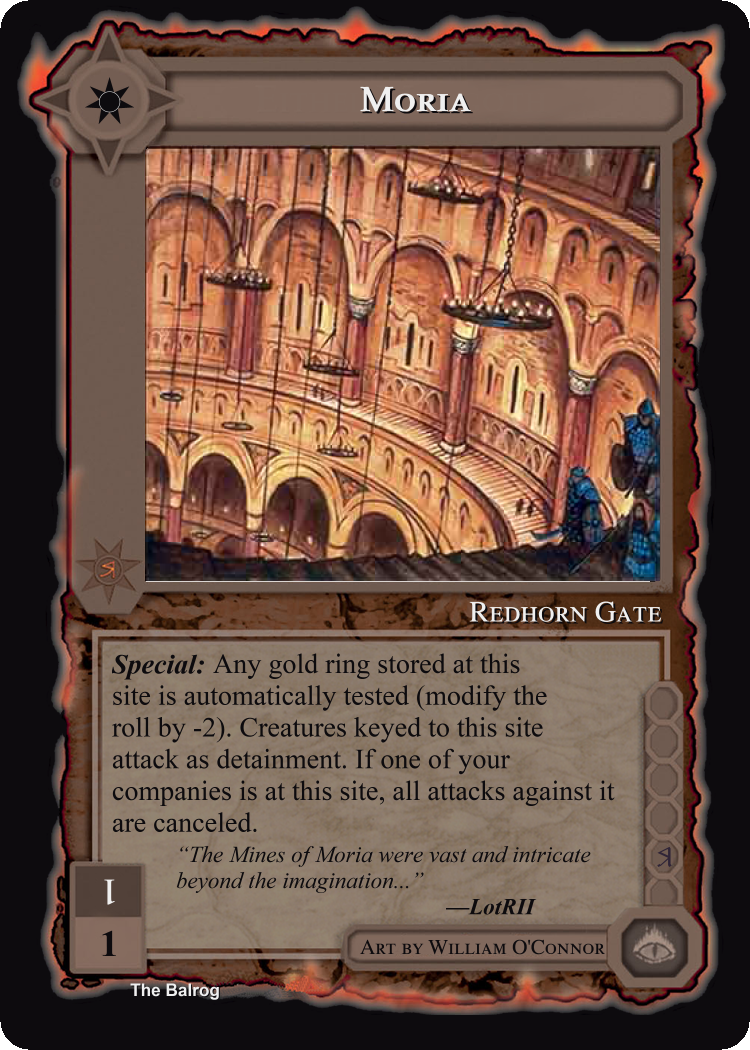 Moria
Redhorn Gate
Special: Any gold ring stored at this
site is automatically tested (modify the
roll by -2). Creatures keyed to this site
attack as detainment. If one of your
companies is at this site, all attacks against it
are canceled.
“The Mines of Moria were vast and intricate
beyond the imagination...”
—LotRII
1
1
Art by William O'Connor
The Balrog